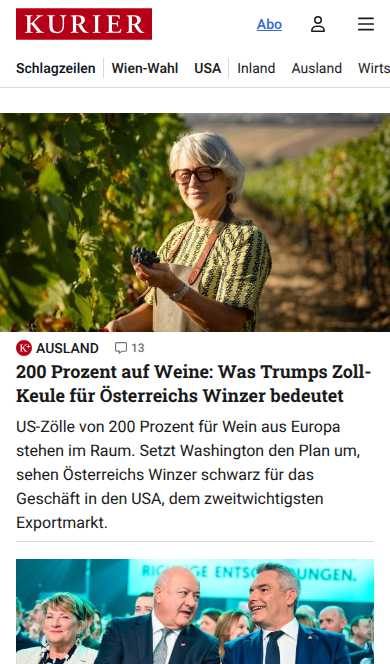 KURIER
Abo
Schlagzeilen Wien-Wahl USA Inland Ausland Wirts
K+ AUSLAND 13
200 Prozent auf Weine: Was Trumps Zoll-
Keule für Österreichs Winzer bedeutet
US-Zölle von 200 Prozent für Wein aus Europa
stehen im Raum. Setzt Washington den Plan um,
sehen Österreichs Winzer schwarz für das
Geschäft in den USA, dem zweitwichtigsten
Exportmarkt.
RICHTIGE ENTSC UNGEN.